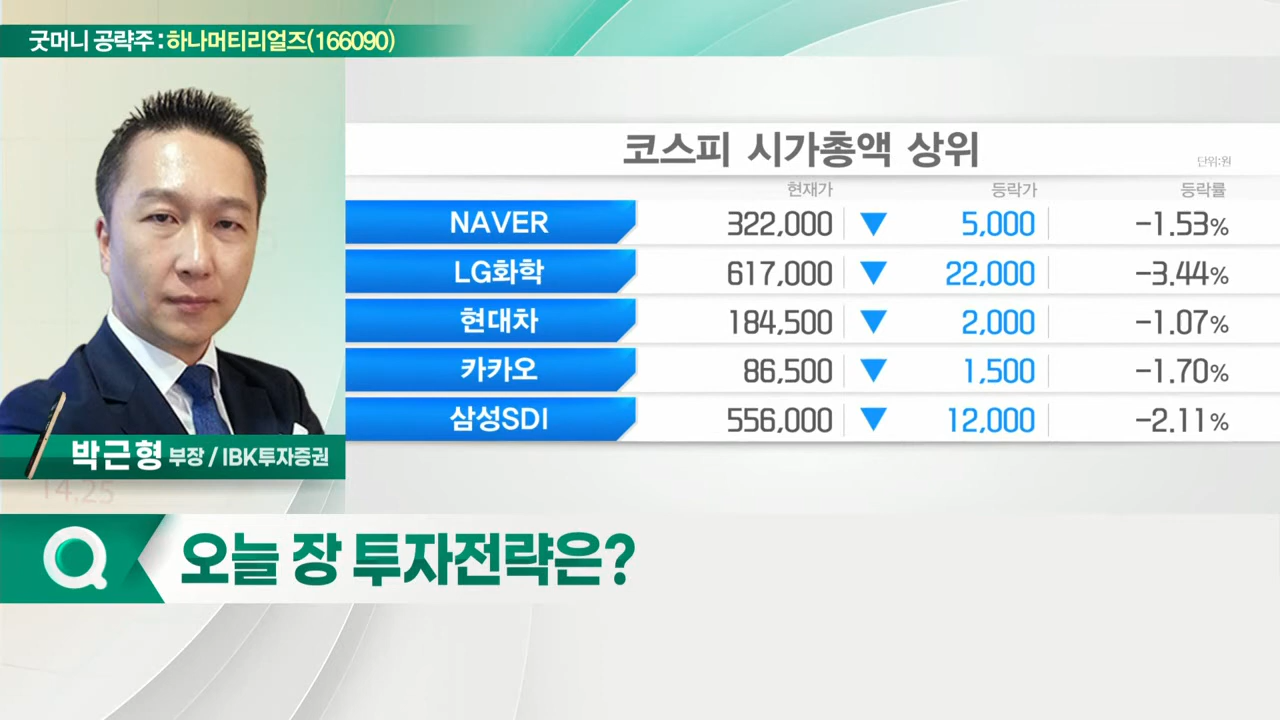 굿머니 공략주 : 하나머티리얼즈(166090)
코스피 시가총액 상위
단위:원
현재가 등락가 등락률
NAVER 322,000 ▼ 5,000 -1.53%
LG화학 617,000 ▼ 22,000 -3.44%
현대차 184,500 ▼ 2,000 -1.07%
카카오 86,500 ▼ 1,500 -1.70%
삼성SDI 556,000 ▼ 12,000 -2.11%
박근형 부장 / IBK투자증권
14.25
Q 오늘 장 투자전략은?